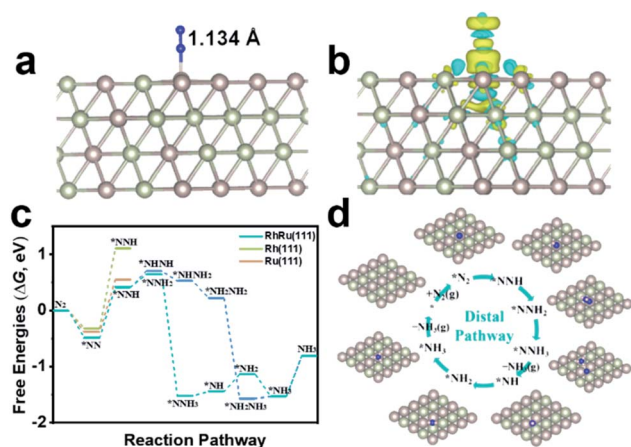 a
1.134 Å
b
c
Free Energies (ΔG, eV)
1
0
-1
-2
RhRu(111)
Rh(111)
Ru(111)
N₂
*NN
*NNH
*NNH
*NHNH
*NNH₂
*NHNH₂
*NH₂NH₂
*NNH₃
*NH
*NH₂
*NH₂NH₃
*NH₃
NH₃
Reaction Pathway
d
Distal
Pathway
*N₂
*NNH
*NNH₂
*NNH₃
−NH₃(g)
*NH
*NH₂
*NH₃
−NH₃(g)
*
+N₂(g)